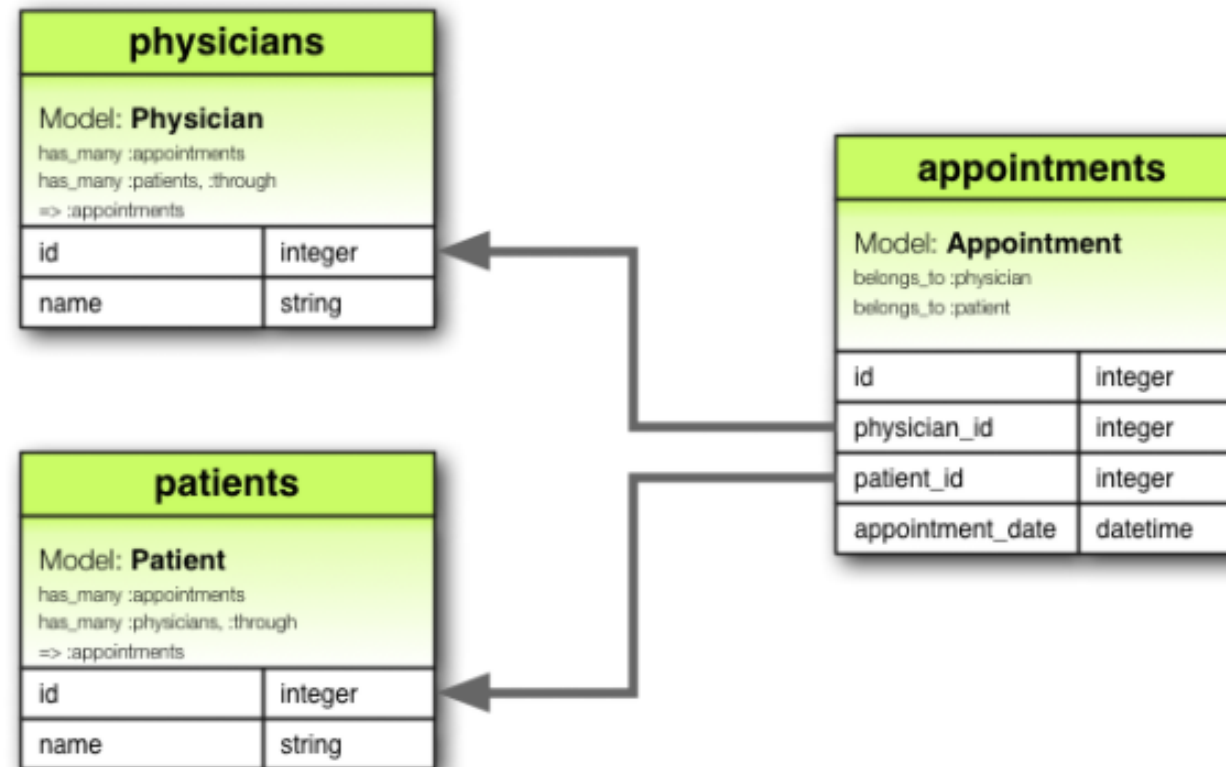 physicians
Model: Physician
has_many :appointments
has_many :patients, :through
=> :appointments
id integer
name string
appointments
Model: Appointment
belongs_to :physician
belongs_to :patient
id integer
physician_id integer
patient_id integer
appointment_date datetime
patients
Model: Patient
has_many :appointments
has_many :physicians, :through
=> :appointments
id integer
name string